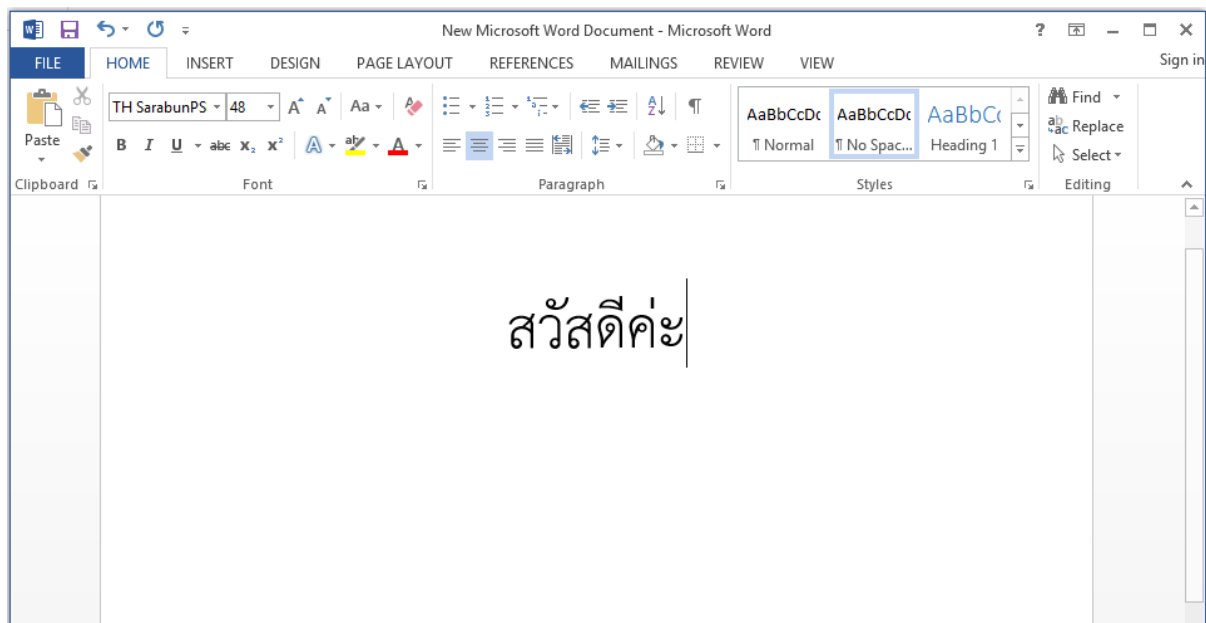 New Microsoft Word Document - Microsoft Word
?
Sign in
FILE HOME INSERT DESIGN PAGE LAYOUT REFERENCES MAILINGS REVIEW VIEW
Paste
TH SarabunPS 48 Aa
B I U abc x₂ x² A ab A
AaBbCcDc AaBbCcDc AaBbCc
¶ Normal ¶ No Spac... Heading 1
Find
Replace
Select
Clipboard Font Paragraph Styles Editing
สวัสดีค่ะ